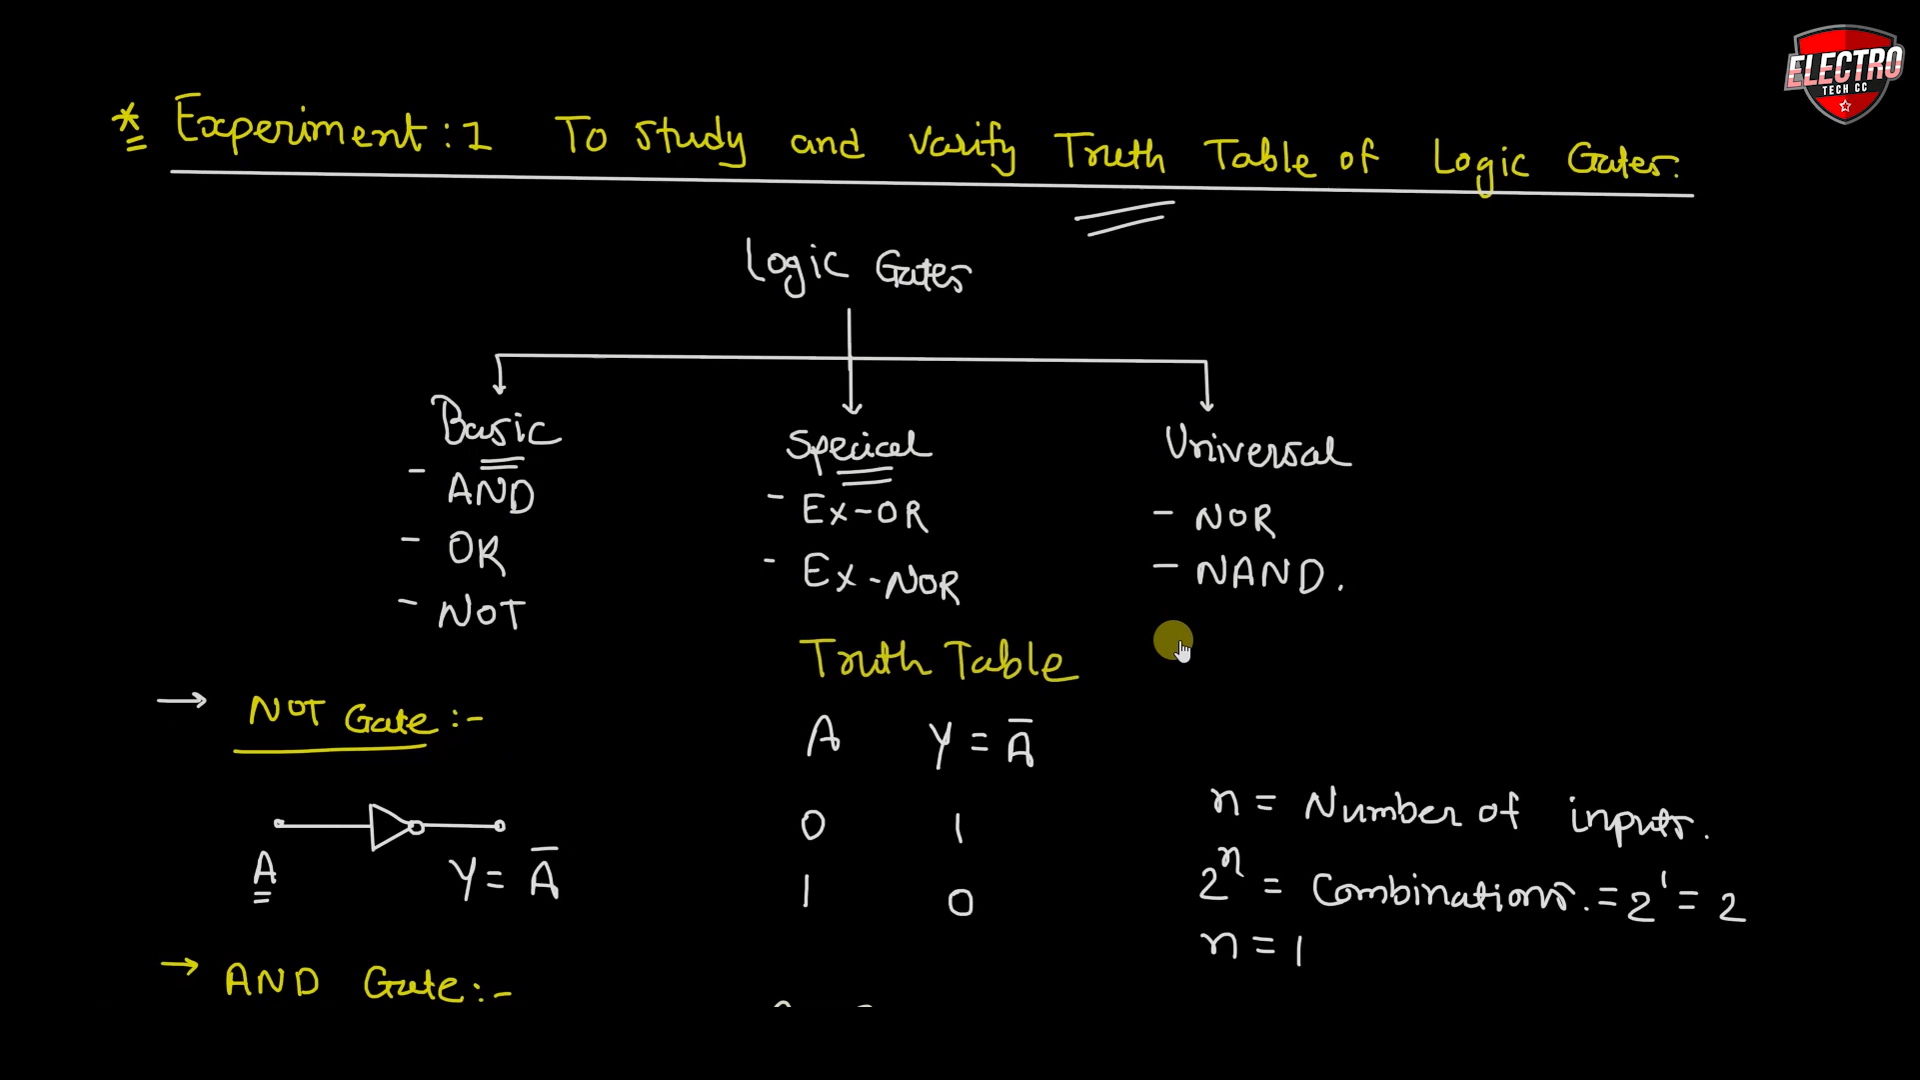 ELECTRO
TECH CC
* Experiment : 1 To study and varify Truth Table of Logic Gates.
Logic Gates
Basic
- AND
- OR
- NOT
Specical
- Ex-OR
- Ex-NOR
Universal
- NOR
- NAND.
→ NOT Gate :-
A
Y = A̅
Truth Table
A Y = A̅
0 1
1 0
n = Number of inputs.
2ⁿ = Combinations. = 2¹ = 2
n = 1
→ AND Gate :-